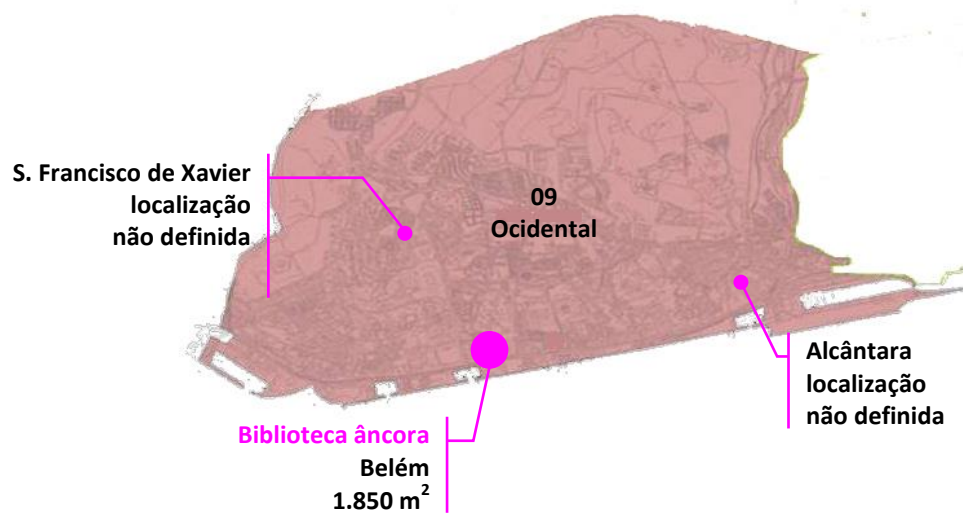 S. Francisco de Xavier
localização
não definida
09
Ocidental
Alcântara
localização
não definida
Biblioteca âncora
Belém
1.850 m²